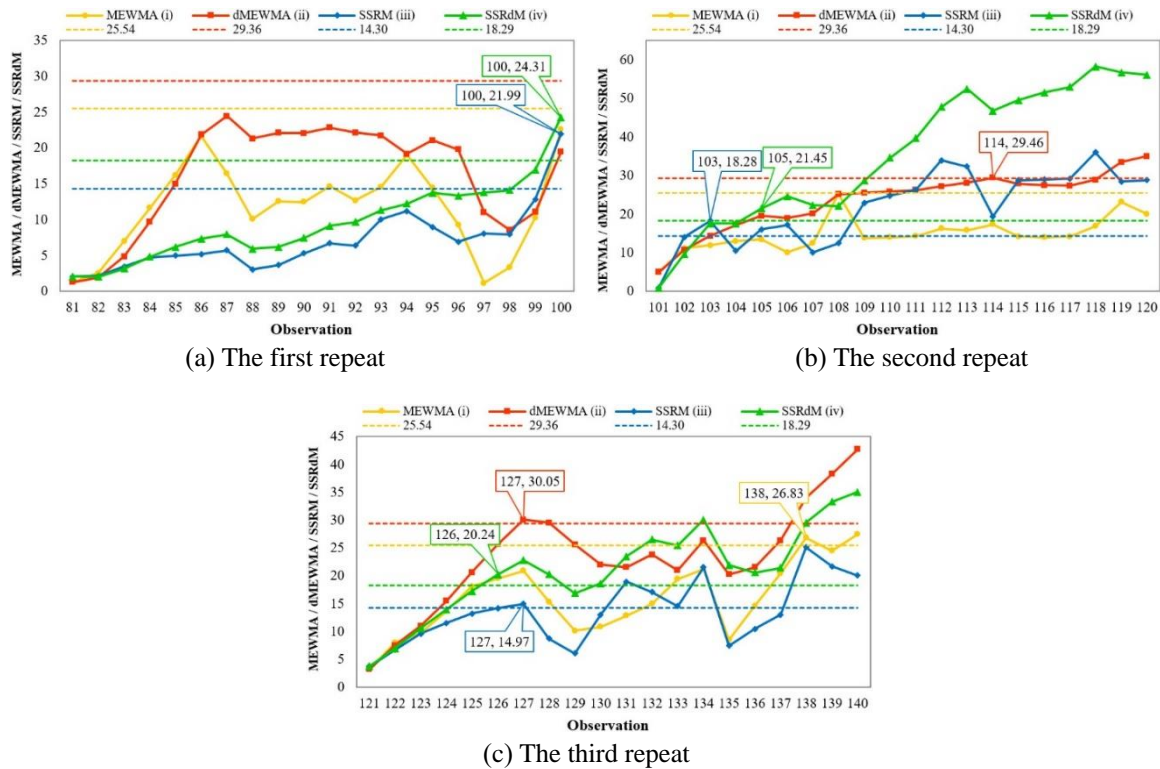 MEWMA (i) dMEWMA (ii) SSRM (iii) SSRdM (iv)
25.54 29.36 14.30 18.29
MEWMA / dMEWMA / SSRM / SSRdM
35
30
25
20
15
10
5
0
100, 24.31
100, 21.99
81 82 83 84 85 86 87 88 89 90 91 92 93 94 95 96 97 98 99 100
Observation
(a) The first repeat
MEWMA (i) dMEWMA (ii) SSRM (iii) SSRdM (iv)
25.54 29.36 14.30 18.29
MEWMA / dMEWMA / SSRM / SSRdM
60
50
40
30
20
10
0
103, 18.28
105, 21.45
114, 29.46
101 102 103 104 105 106 107 108 109 110 111 112 113 114 115 116 117 118 119 120
Observation
(b) The second repeat
MEWMA (i) dMEWMA (ii) SSRM (iii) SSRdM (iv)
25.54 29.36 14.30 18.29
MEWMA / dMEWMA / SSRM / SSRdM
45
40
35
30
25
20
15
10
5
0
127, 30.05
138, 26.83
126, 20.24
127, 14.97
121 122 123 124 125 126 127 128 129 130 131 132 133 134 135 136 137 138 139 140
Observation
(c) The third repeat